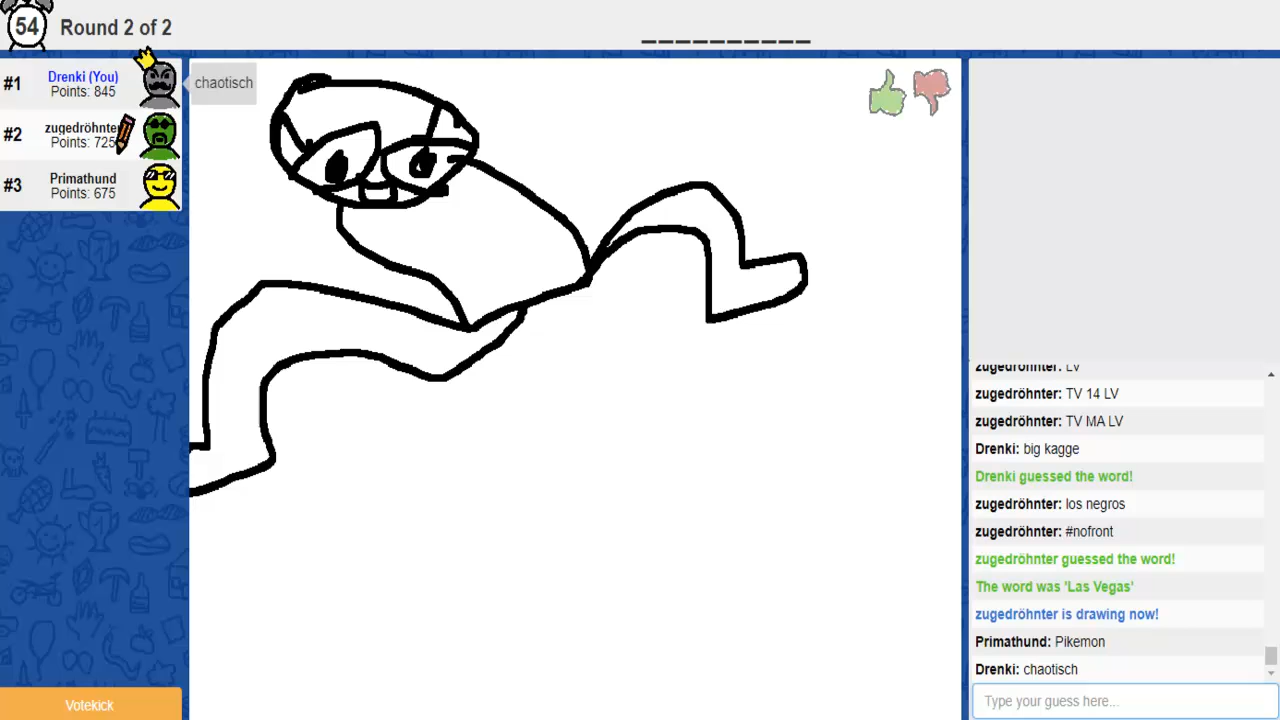 54
Round 2 of 2
__________
#1
Drenki (You)
Points: 845
chaotisch
#2
zugedröhnter
Points: 725
#3
Primathund
Points: 675
zugedröhnter: LV
zugedröhnter: TV 14 LV
zugedröhnter: TV MA LV
Drenki: big kagge
Drenki guessed the word!
zugedröhnter: los negros
zugedröhnter: #nofront
zugedröhnter guessed the word!
The word was 'Las Vegas'
zugedröhnter is drawing now!
Primathund: Pikemon
Drenki: chaotisch
Type your guess here...
Votekick